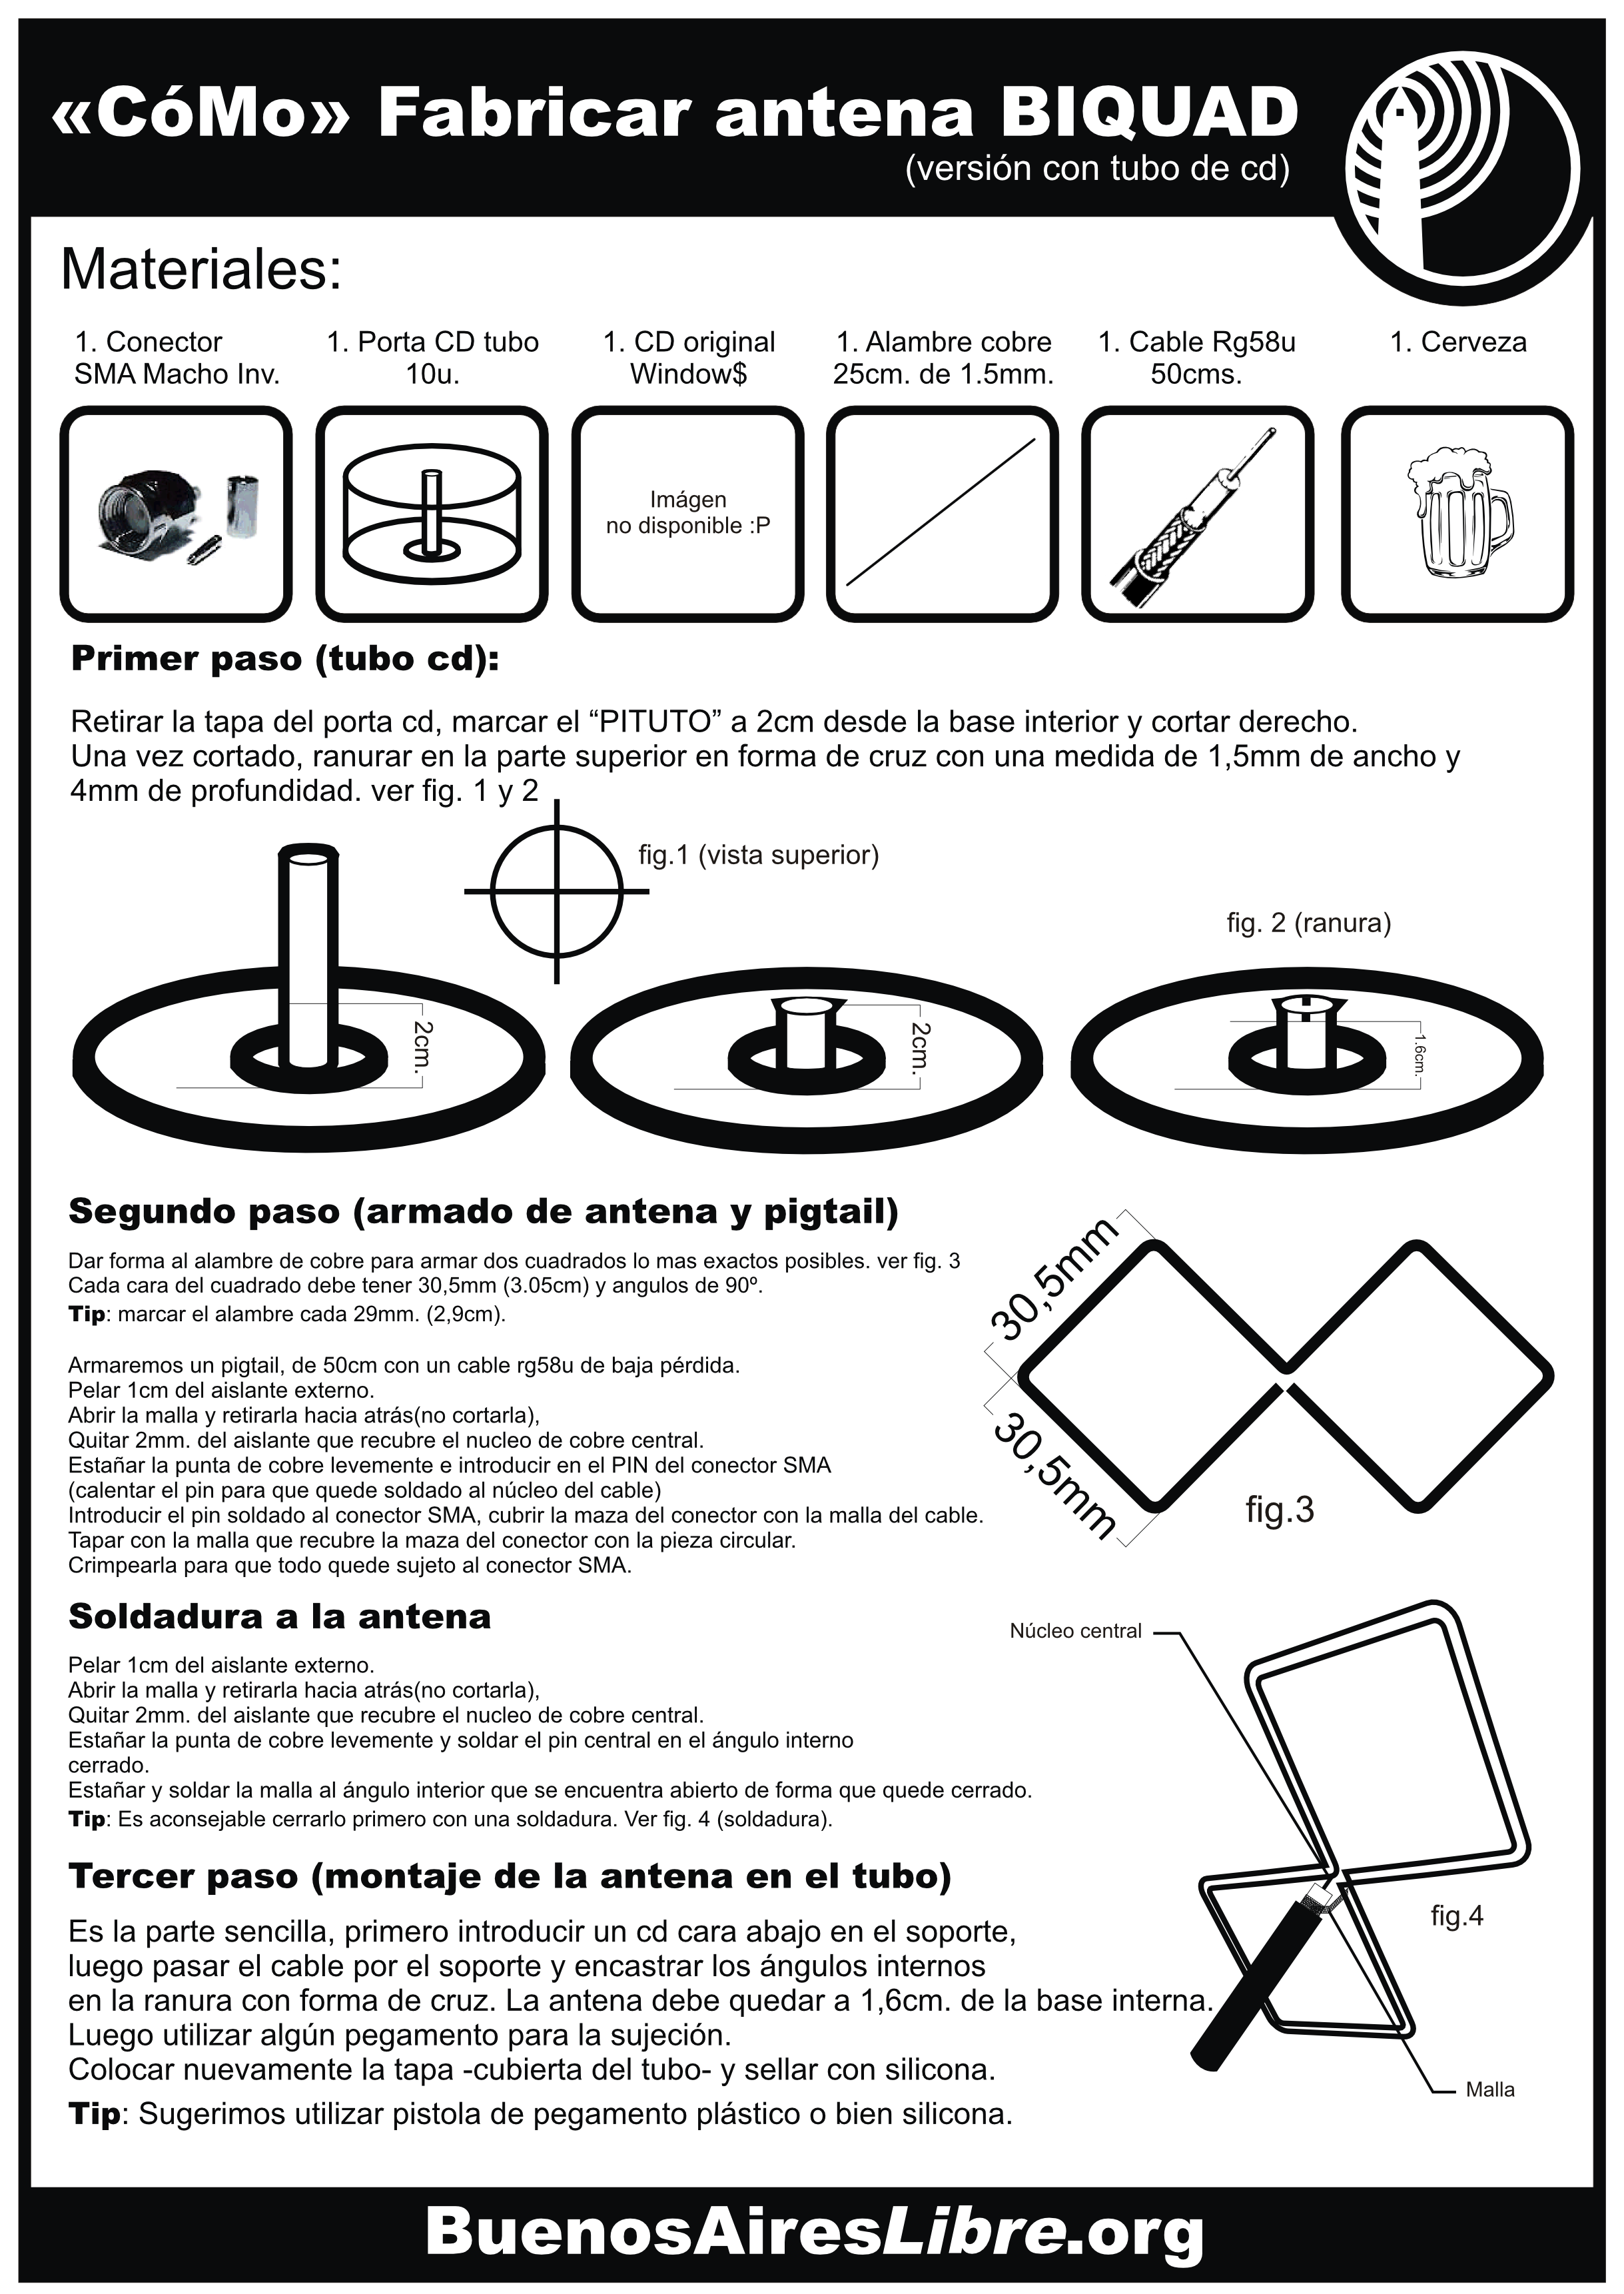 «CóMo» Fabricar antena BIQUAD
(versión con tubo de cd)
Materiales:
1. Conector
SMA Macho Inv.
1. Porta CD tubo
10u.
1. CD original
Window$
1. Alambre cobre
25cm. de 1.5mm.
1. Cable Rg58u
50cms.
1. Cerveza
Imágen
no disponible :P
Primer paso (tubo cd):
Retirar la tapa del porta cd, marcar el “PITUTO” a 2cm desde la base interior y cortar derecho.
Una vez cortado, ranurar en la parte superior en forma de cruz con una medida de 1,5mm de ancho y
4mm de profundidad. ver fig. 1 y 2
fig.1 (vista superior)
fig. 2 (ranura)
2cm.
2cm.
1.6cm.
Segundo paso (armado de antena y pigtail)
Dar forma al alambre de cobre para armar dos cuadrados lo mas exactos posibles. ver fig. 3
Cada cara del cuadrado debe tener 30,5mm (3.05cm) y angulos de 90º.
Tip: marcar el alambre cada 29mm. (2,9cm).
Armaremos un pigtail, de 50cm con un cable rg58u de baja pérdida.
Pelar 1cm del aislante externo.
Abrir la malla y retirarla hacia atrás(no cortarla),
Quitar 2mm. del aislante que recubre el nucleo de cobre central.
Estañar la punta de cobre levemente e introducir en el PIN del conector SMA
(calentar el pin para que quede soldado al núcleo del cable)
Introducir el pin soldado al conector SMA, cubrir la maza del conector con la malla del cable.
Tapar con la malla que recubre la maza del conector con la pieza circular.
Crimpearla para que todo quede sujeto al conector SMA.
30,5mm
30,5mm
fig.3
Soldadura a la antena
Pelar 1cm del aislante externo.
Abrir la malla y retirarla hacia atrás(no cortarla),
Quitar 2mm. del aislante que recubre el nucleo de cobre central.
Estañar la punta de cobre levemente y soldar el pin central en el ángulo interno
cerrado.
Estañar y soldar la malla al ángulo interior que se encuentra abierto de forma que quede cerrado.
Tip: Es aconsejable cerrarlo primero con una soldadura. Ver fig. 4 (soldadura).
Núcleo central
fig.4
Malla
Tercer paso (montaje de la antena en el tubo)
Es la parte sencilla, primero introducir un cd cara abajo en el soporte,
luego pasar el cable por el soporte y encastrar los ángulos internos
en la ranura con forma de cruz. La antena debe quedar a 1,6cm. de la base interna.
Luego utilizar algún pegamento para la sujeción.
Colocar nuevamente la tapa -cubierta del tubo- y sellar con silicona.
Tip: Sugerimos utilizar pistola de pegamento plástico o bien silicona.
BuenosAiresLibre.org